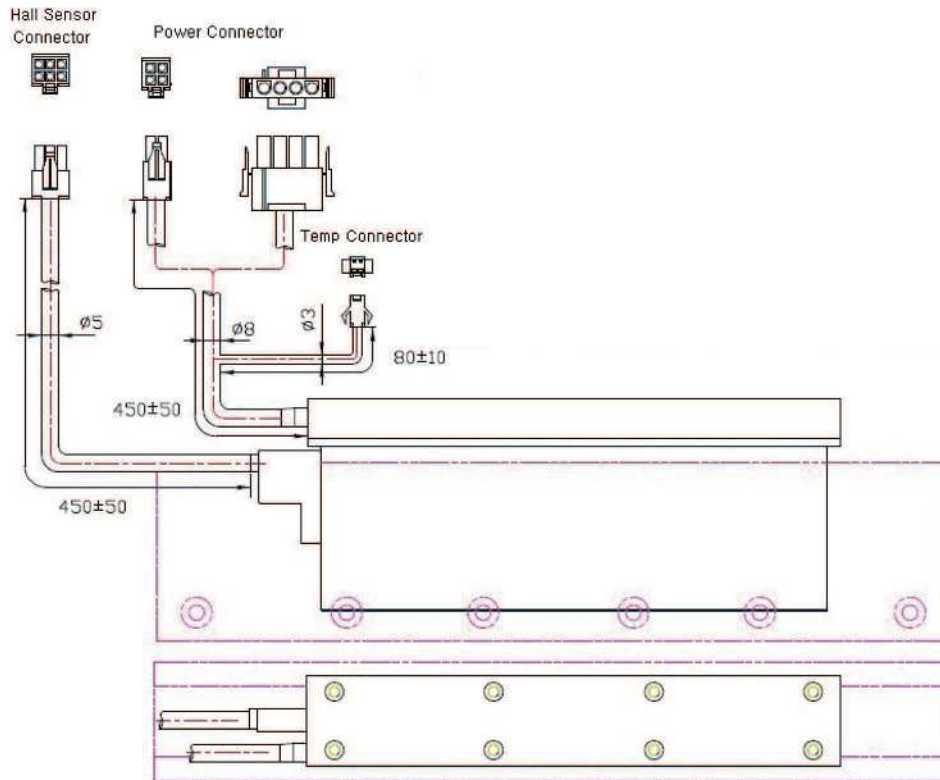 Hall Sensor
Connector
Power Connector
Temp Connector
ø5
ø8
ø3
80±10
450±50
450±50